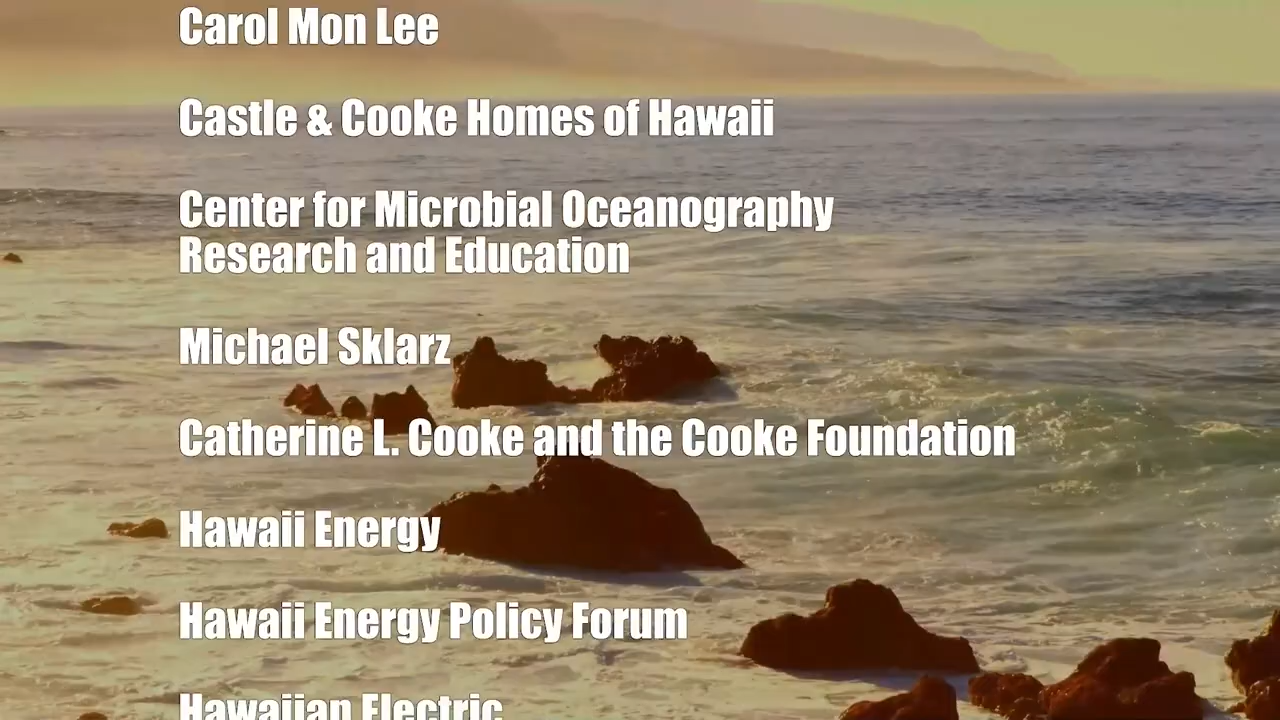 Carol Mon Lee
Castle & Cooke Homes of Hawaii
Center for Microbial Oceanography
Research and Education
Michael Sklarz
Catherine L. Cooke and the Cooke Foundation
Hawaii Energy
Hawaii Energy Policy Forum
Hawaiian Electric